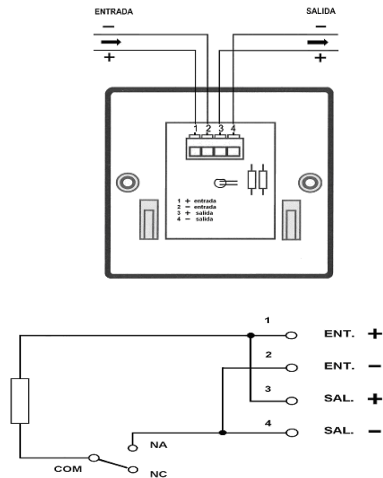 ENTRADA
SALIDA
− −
+ +
1 2 3 4
1 + entrada
2 − entrada
3 + salida
4 − salida
1 ENT. +
2 ENT. −
3 SAL. +
4 SAL. −
NA
COM
NC